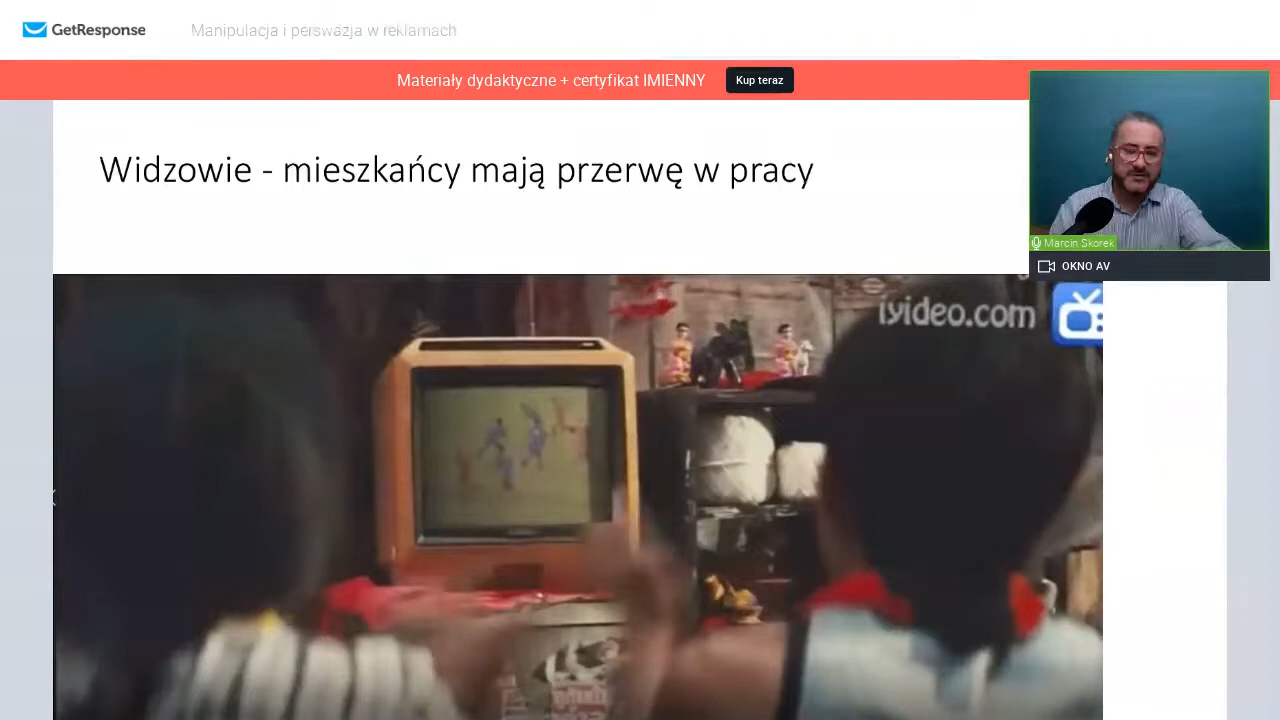 GetResponse
Manipulacja i perswazja w reklamach
Materiały dydaktyczne + certyfikat IMIENNY
Kup teraz
Widzowie - mieszkańcy mają przerwę w pracy
Marcin Skorek
OKNO AV
iyideo.com